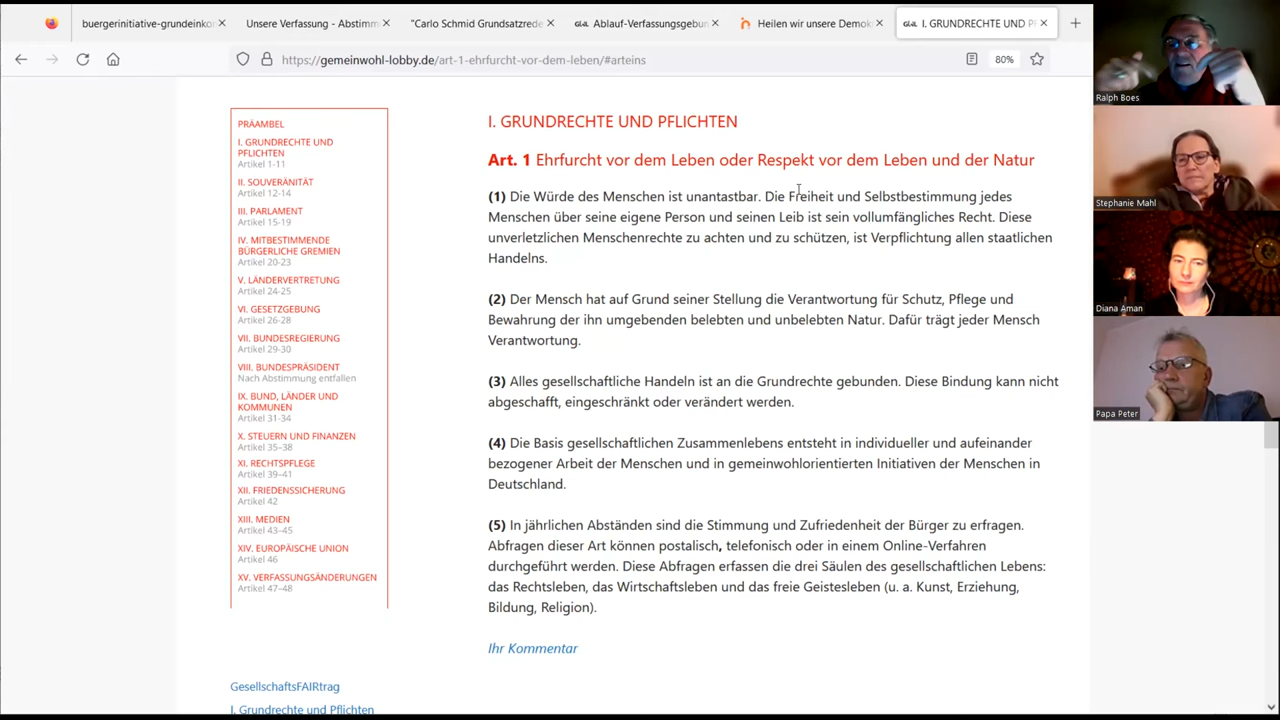 buergerinitiative-grundeinkom
Unsere Verfassung - Abstimm
"Carlo Schmid Grundsatzrede
GWL Ablauf-Verfassungsgebun
Heilen wir unsere Demok
GWL I. GRUNDRECHTE UND PF
https://gemeinwohl-lobby.de/art-1-ehrfurcht-vor-dem-leben/#arteins
80%
PRÄAMBEL
I. GRUNDRECHTE UND
PFLICHTEN
Artikel 1-11
II. SOUVERÄNITÄT
Artikel 12-14
III. PARLAMENT
Artikel 15-19
IV. MITBESTIMMENDE
BÜRGERLICHE GREMIEN
Artikel 20-23
V. LÄNDERVERTRETUNG
Artikel 24-25
VI. GESETZGEBUNG
Artikel 26-28
VII. BUNDESREGIERUNG
Artikel 29-30
VIII. BUNDESPRÄSIDENT
Nach Abstimmung entfallen
IX. BUND, LÄNDER UND
KOMMUNEN
Artikel 31-34
X. STEUERN UND FINANZEN
Artikel 35–38
XI. RECHTSPFLEGE
Artikel 39–41
XII. FRIEDENSSICHERUNG
Artikel 42
XIII. MEDIEN
Artikel 43–45
XIV. EUROPÄISCHE UNION
Artikel 46
XV. VERFASSUNGSÄNDERUNGEN
Artikel 47–48
GesellschaftsFAIRtrag
I. Grundrechte und Pflichten
I. GRUNDRECHTE UND PFLICHTEN
Art. 1 Ehrfurcht vor dem Leben oder Respekt vor dem Leben und der Natur
(1) Die Würde des Menschen ist unantastbar. Die Freiheit und Selbstbestimmung jedes
Menschen über seine eigene Person und seinen Leib ist sein vollumfängliches Recht. Diese
unverletzlichen Menschenrechte zu achten und zu schützen, ist Verpflichtung allen staatlichen
Handelns.
(2) Der Mensch hat auf Grund seiner Stellung die Verantwortung für Schutz, Pflege und
Bewahrung der ihn umgebenden belebten und unbelebten Natur. Dafür trägt jeder Mensch
Verantwortung.
(3) Alles gesellschaftliche Handeln ist an die Grundrechte gebunden. Diese Bindung kann nicht
abgeschafft, eingeschränkt oder verändert werden.
(4) Die Basis gesellschaftlichen Zusammenlebens entsteht in individueller und aufeinander
bezogener Arbeit der Menschen und in gemeinwohlorientierten Initiativen der Menschen in
Deutschland.
(5) In jährlichen Abständen sind die Stimmung und Zufriedenheit der Bürger zu erfragen.
Abfragen dieser Art können postalisch, telefonisch oder in einem Online-Verfahren
durchgeführt werden. Diese Abfragen erfassen die drei Säulen des gesellschaftlichen Lebens:
das Rechtsleben, das Wirtschaftsleben und das freie Geistesleben (u. a. Kunst, Erziehung,
Bildung, Religion).
Ihr Kommentar
Ralph Boes
Stephanie Mahl
Diana Aman
Papa Peter